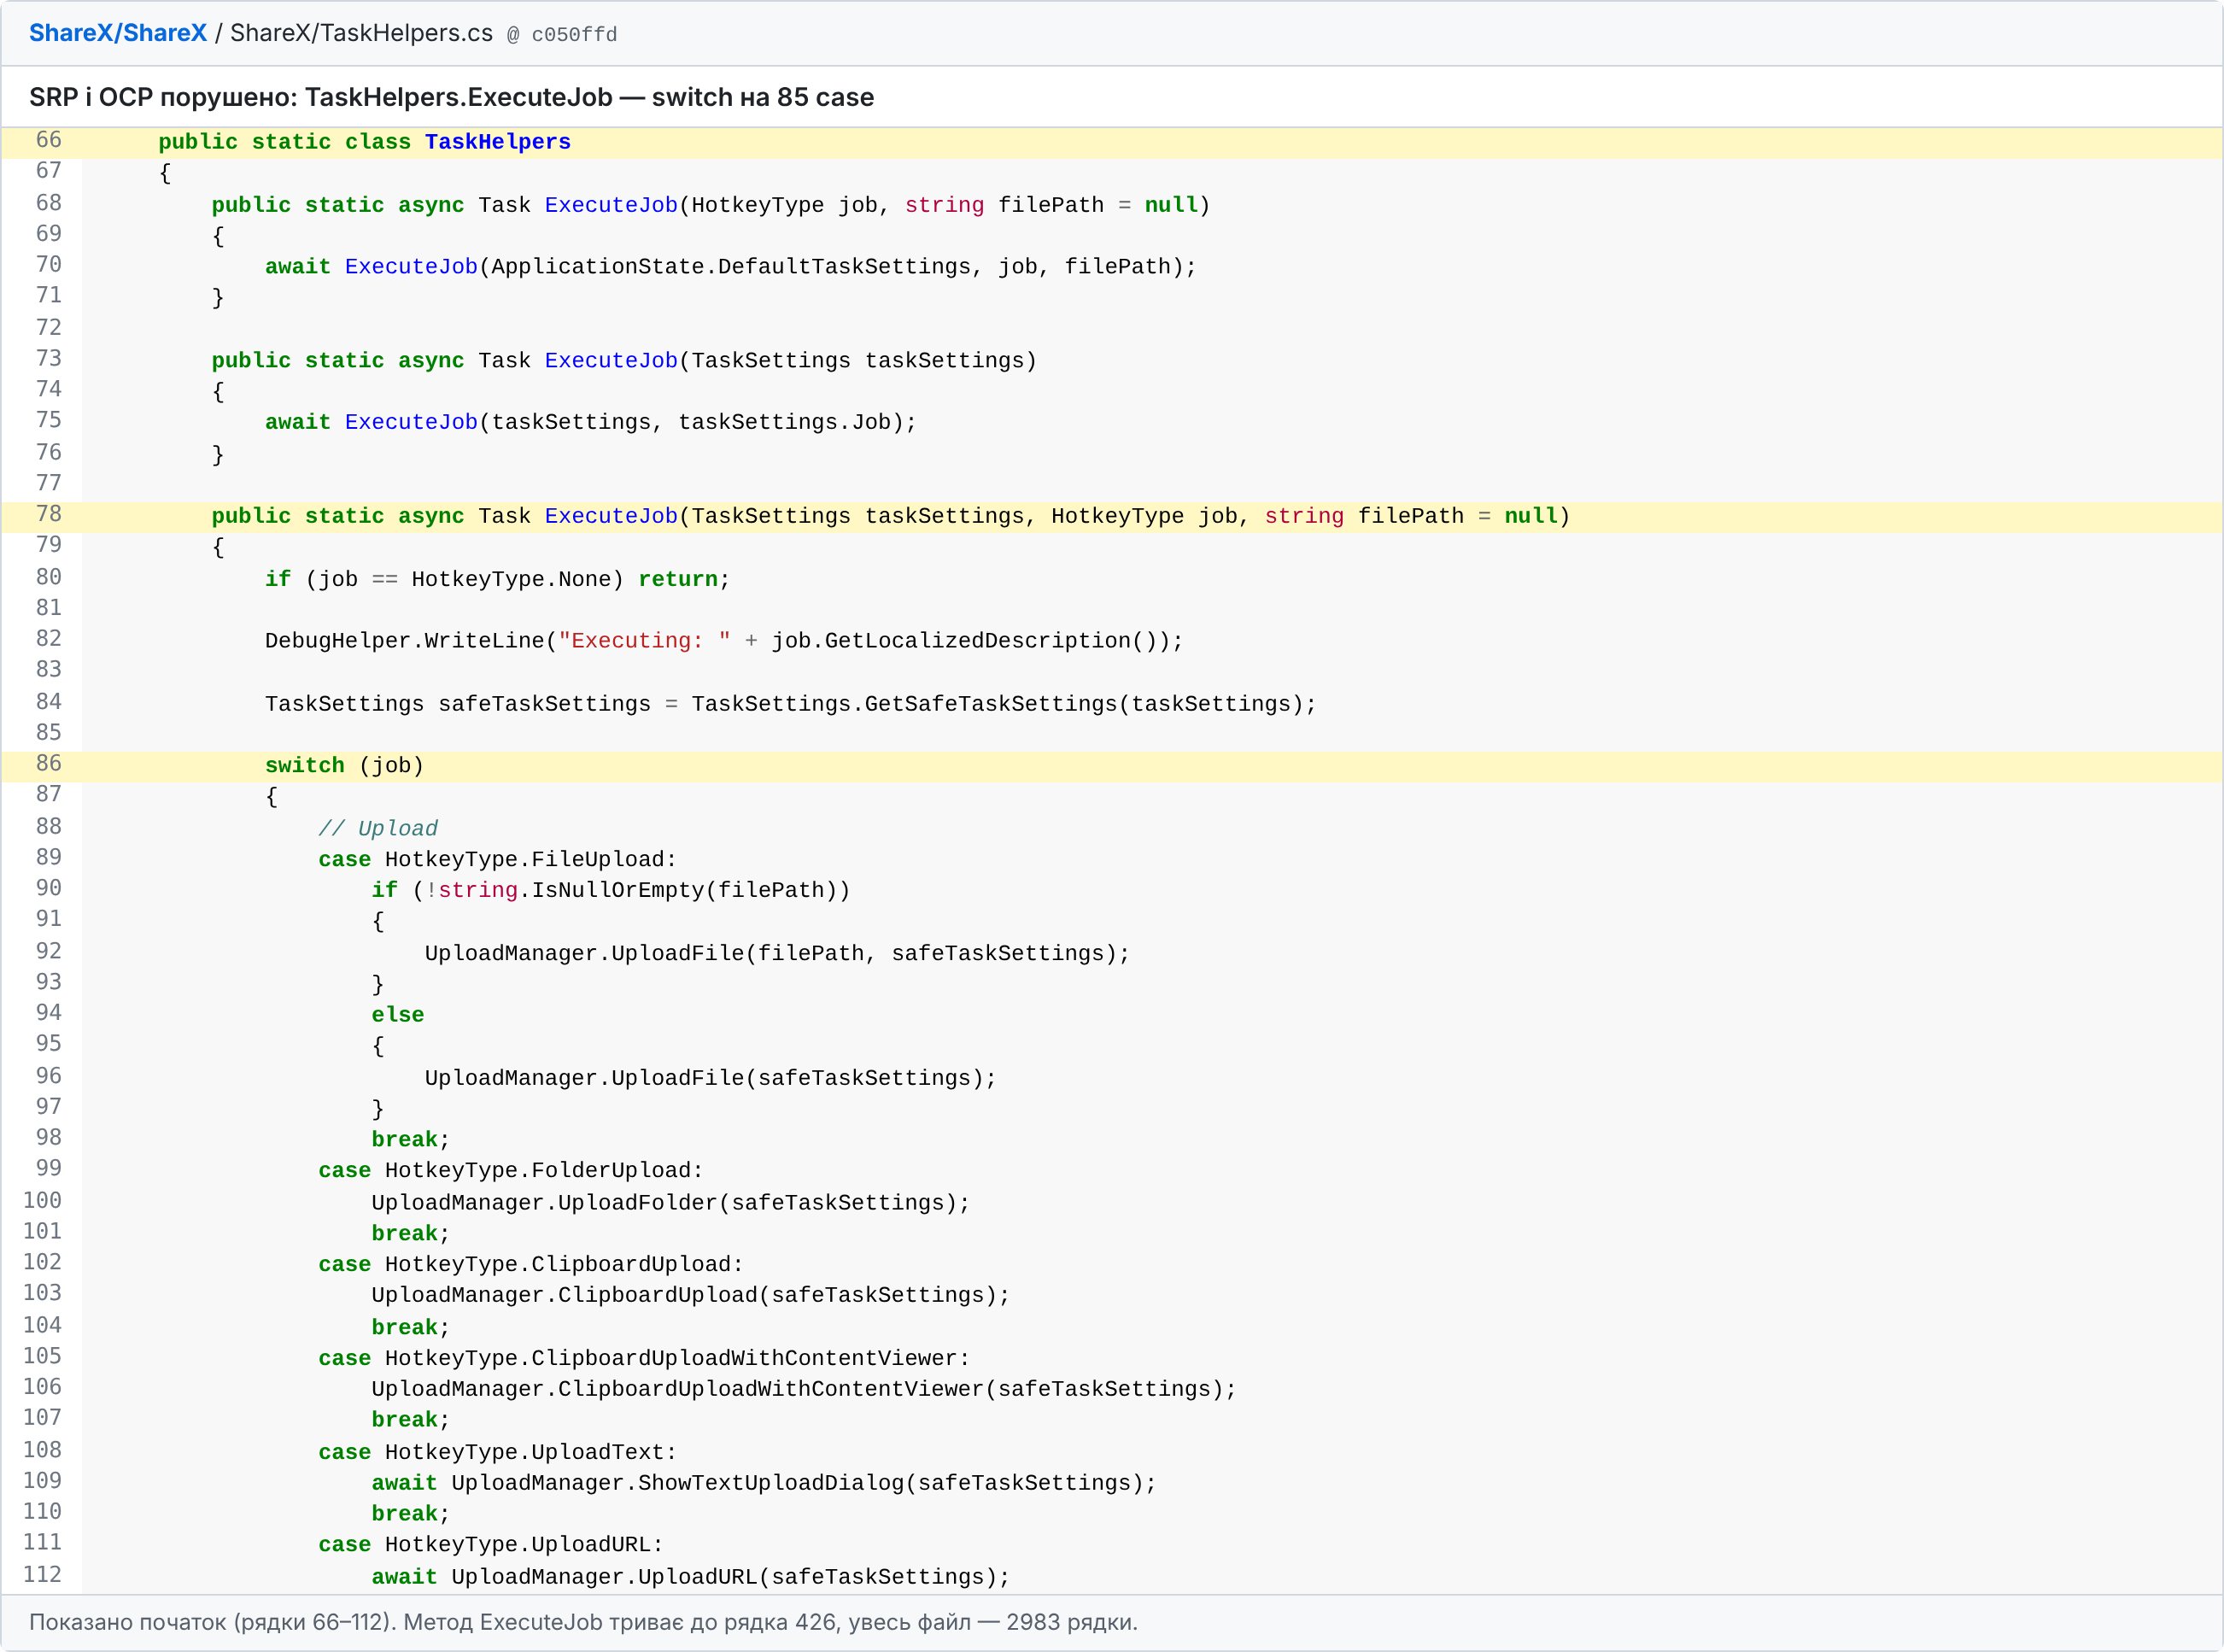 ShareX/ShareX / ShareX/TaskHelpers.cs @ c050ffd
SRP і OCP порушено: TaskHelpers.ExecuteJob — switch на 85 case
66 public static class TaskHelpers
67 {
68 public static async Task ExecuteJob(HotkeyType job, string filePath = null)
69 {
70 await ExecuteJob(ApplicationState.DefaultTaskSettings, job, filePath);
71 }
72
73 public static async Task ExecuteJob(TaskSettings taskSettings)
74 {
75 await ExecuteJob(taskSettings, taskSettings.Job);
76 }
77
78 public static async Task ExecuteJob(TaskSettings taskSettings, HotkeyType job, string filePath = null)
79 {
80 if (job == HotkeyType.None) return;
81
82 DebugHelper.WriteLine("Executing: " + job.GetLocalizedDescription());
83
84 TaskSettings safeTaskSettings = TaskSettings.GetSafeTaskSettings(taskSettings);
85
86 switch (job)
87 {
88 // Upload
89 case HotkeyType.FileUpload:
90 if (!string.IsNullOrEmpty(filePath))
91 {
92 UploadManager.UploadFile(filePath, safeTaskSettings);
93 }
94 else
95 {
96 UploadManager.UploadFile(safeTaskSettings);
97 }
98 break;
99 case HotkeyType.FolderUpload:
100 UploadManager.UploadFolder(safeTaskSettings);
101 break;
102 case HotkeyType.ClipboardUpload:
103 UploadManager.ClipboardUpload(safeTaskSettings);
104 break;
105 case HotkeyType.ClipboardUploadWithContentViewer:
106 UploadManager.ClipboardUploadWithContentViewer(safeTaskSettings);
107 break;
108 case HotkeyType.UploadText:
109 await UploadManager.ShowTextUploadDialog(safeTaskSettings);
110 break;
111 case HotkeyType.UploadURL:
112 await UploadManager.UploadURL(safeTaskSettings);
Показано початок (рядки 66–112). Метод ExecuteJob триває до рядка 426, увесь файл — 2983 рядки.